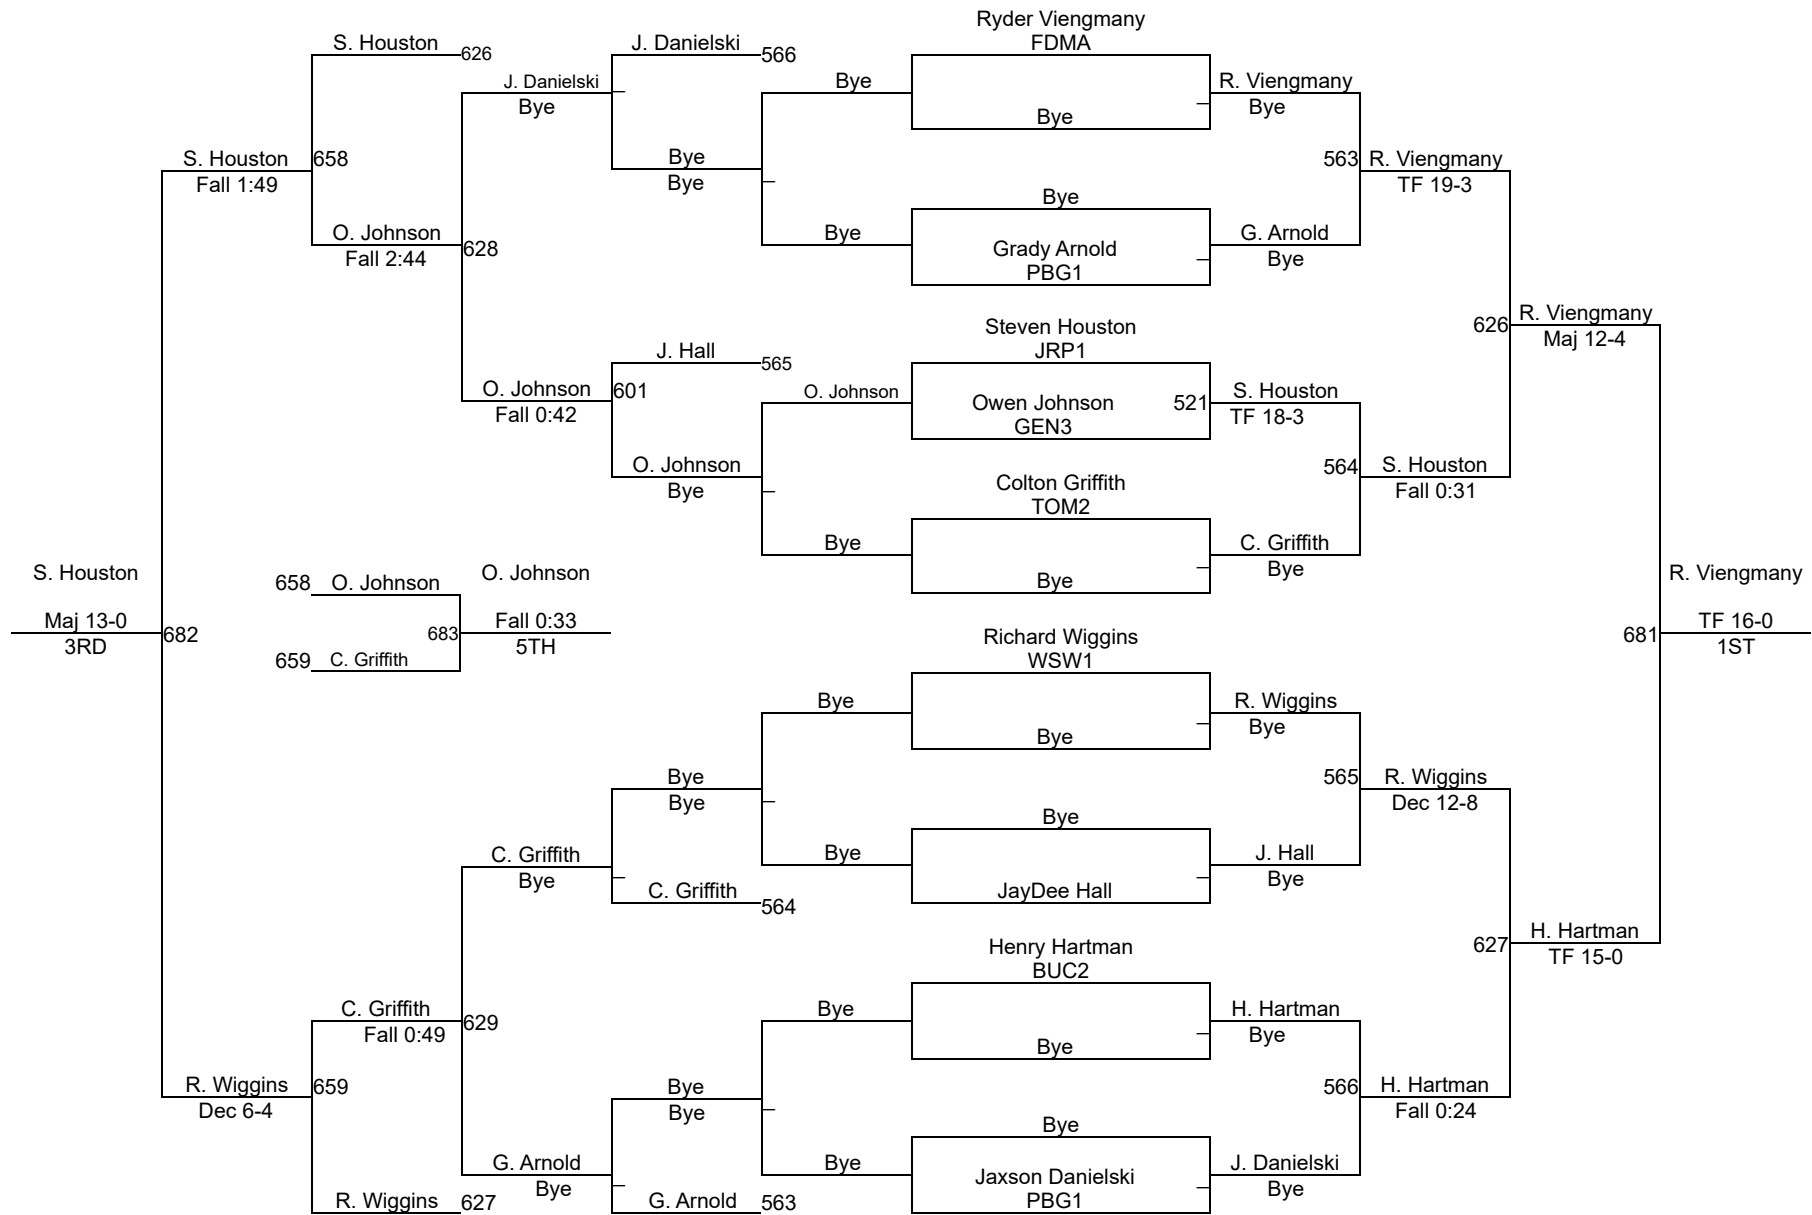 Ryder Viengmany
FDMA
S. Houston
626
J. Danielski
566
J. Danielski
Bye
Bye
Bye
R. Viengmany
Bye
S. Houston
658
Fall 1:49
Bye
Bye
563
R. Viengmany
TF 19-3
Bye
O. Johnson
628
Fall 2:44
Bye
Grady Arnold
PBG1
G. Arnold
Bye
Steven Houston
JRP1
626
R. Viengmany
Maj 12-4
J. Hall
565
O. Johnson
601
Fall 0:42
O. Johnson
Owen Johnson
GEN3
521
S. Houston
TF 18-3
O. Johnson
Bye
564
S. Houston
Fall 0:31
Colton Griffith
TOM2
Bye
Bye
C. Griffith
Bye
S. Houston
Maj 13-0
3RD
682
658
O. Johnson
659
C. Griffith
683
O. Johnson
Fall 0:33
5TH
R. Viengmany
681
TF 16-0
1ST
Richard Wiggins
WSW1
Bye
Bye
R. Wiggins
Bye
Bye
Bye
565
R. Wiggins
Dec 12-8
Bye
C. Griffith
Bye
Bye
JayDee Hall
J. Hall
Bye
C. Griffith
564
Henry Hartman
BUC2
627
H. Hartman
TF 15-0
C. Griffith
629
Fall 0:49
Bye
Bye
H. Hartman
Bye
R. Wiggins
659
Dec 6-4
Bye
Bye
566
H. Hartman
Fall 0:24
Bye
G. Arnold
Bye
Bye
Jaxson Danielski
PBG1
J. Danielski
Bye
R. Wiggins
627
G. Arnold
563